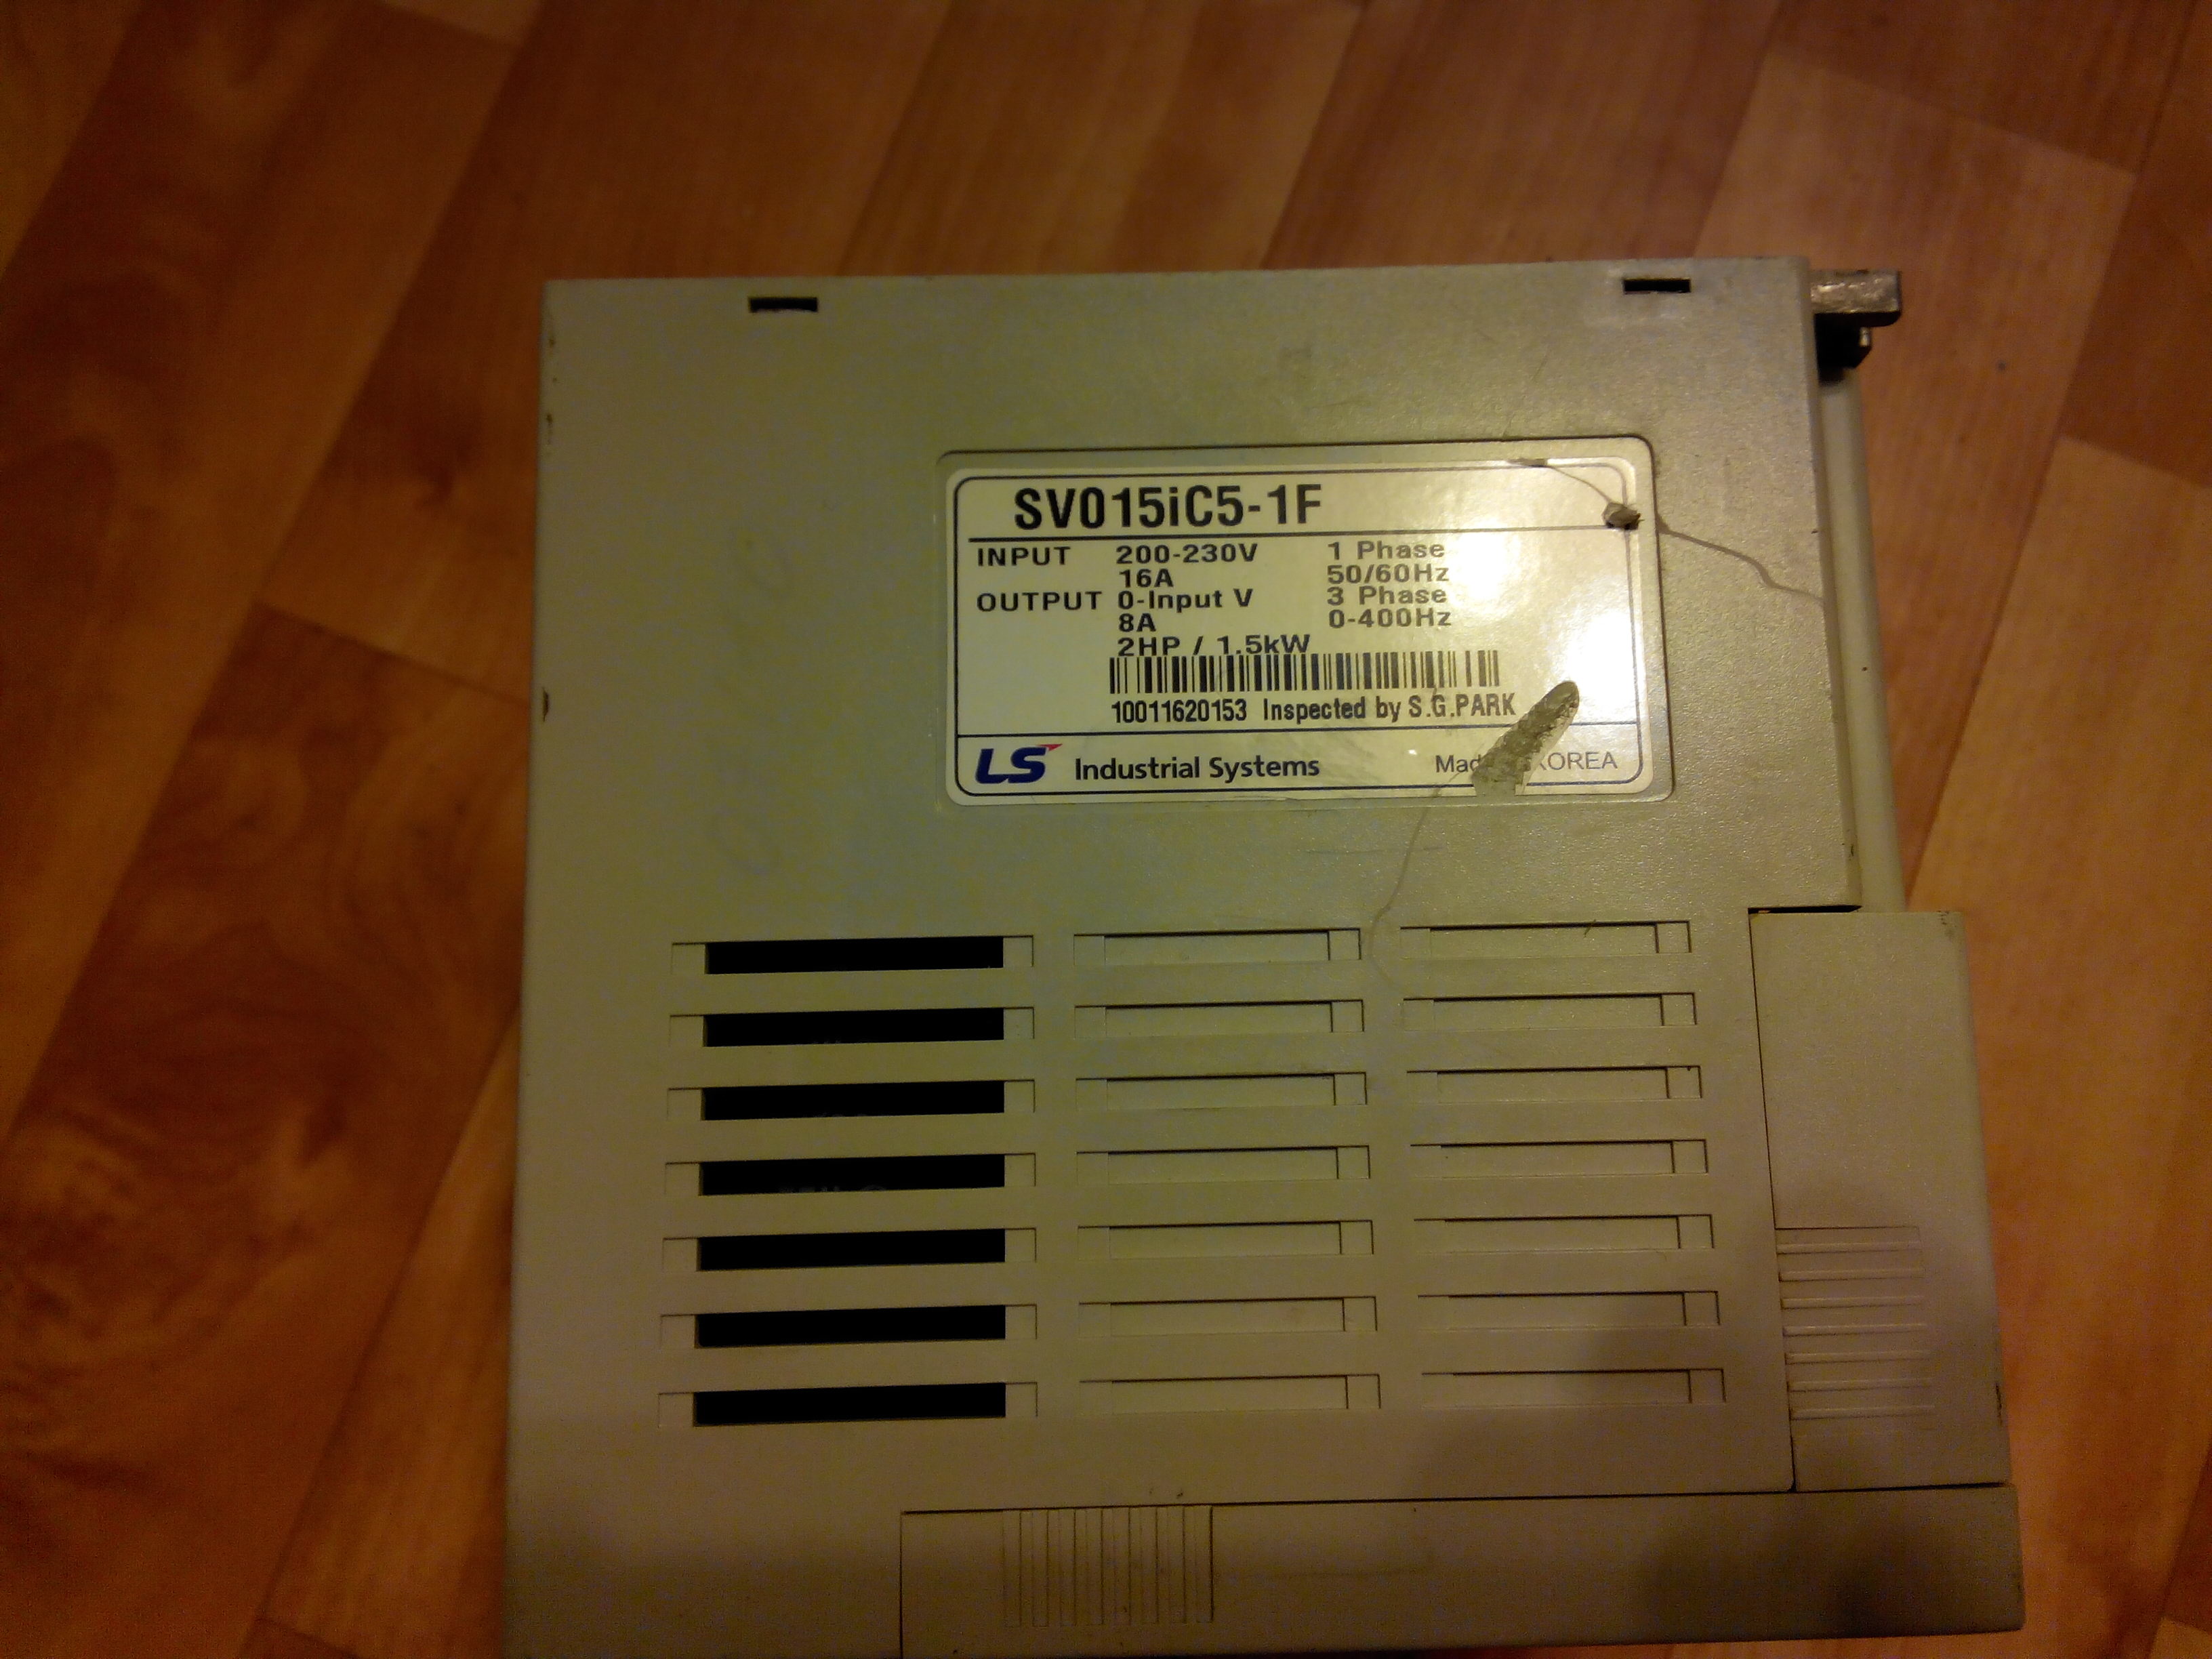 SV015iC5-1F
INPUT 200-230V 1 Phase
16A 50/60Hz
OUTPUT 0-Input V 3 Phase
8A 0-400Hz
2HP / 1.5kW
10011620153 Inspected by S.G.PARK
LS Industrial Systems KOREA